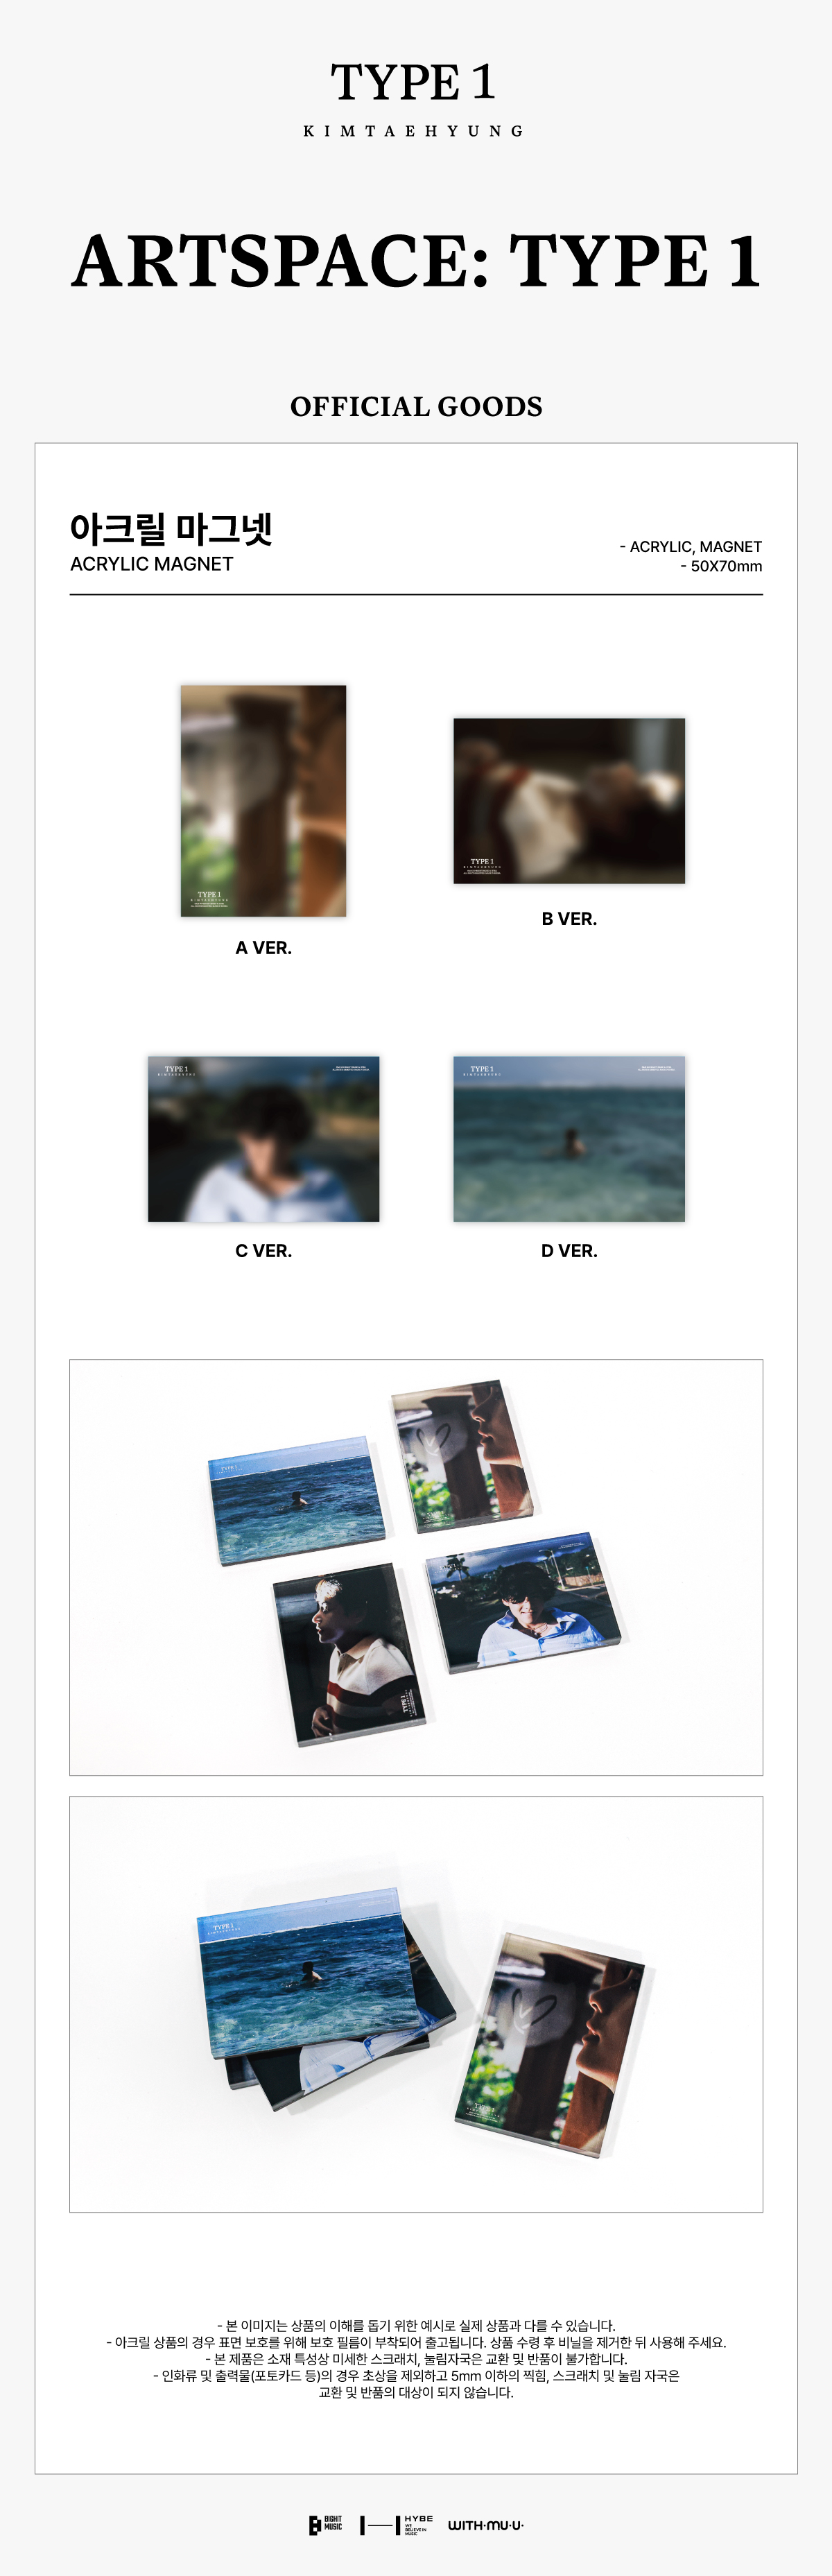 TYPE 1
KIMTAEHYUNG
ARTSPACE: TYPE 1
OFFICIAL GOODS
아크릴 마그넷
ACRYLIC MAGNET
- ACRYLIC, MAGNET
- 50X70mm
TYPE 1
KIMTAEHYUNG
A VER.
TYPE 1
KIMTAEHYUNG
B VER.
TYPE 1
KIMTAEHYUNG
C VER.
TYPE 1
KIMTAEHYUNG
D VER.
TYPE 1
TYPE 1
TYPE 1
KIMTAEHYUNG
TYPE 1
- 본 이미지는 상품의 이해를 돕기 위한 예시로 실제 상품과 다를 수 있습니다.
- 아크릴 상품의 경우 표면 보호를 위해 보호 필름이 부착되어 출고됩니다. 상품 수령 후 비닐을 제거한 뒤 사용해 주세요.
- 본 제품은 소재 특성상 미세한 스크래치, 눌림자국은 교환 및 반품이 불가합니다.
- 인화류 및 출력물(포토카드 등)의 경우 초상을 제외하고 5mm 이하의 찍힘, 스크래치 및 눌림 자국은
교환 및 반품의 대상이 되지 않습니다.
BIGHIT
MUSIC
HYBE
WE
BELIEVE IN
MUSIC
WITH·MU·U·